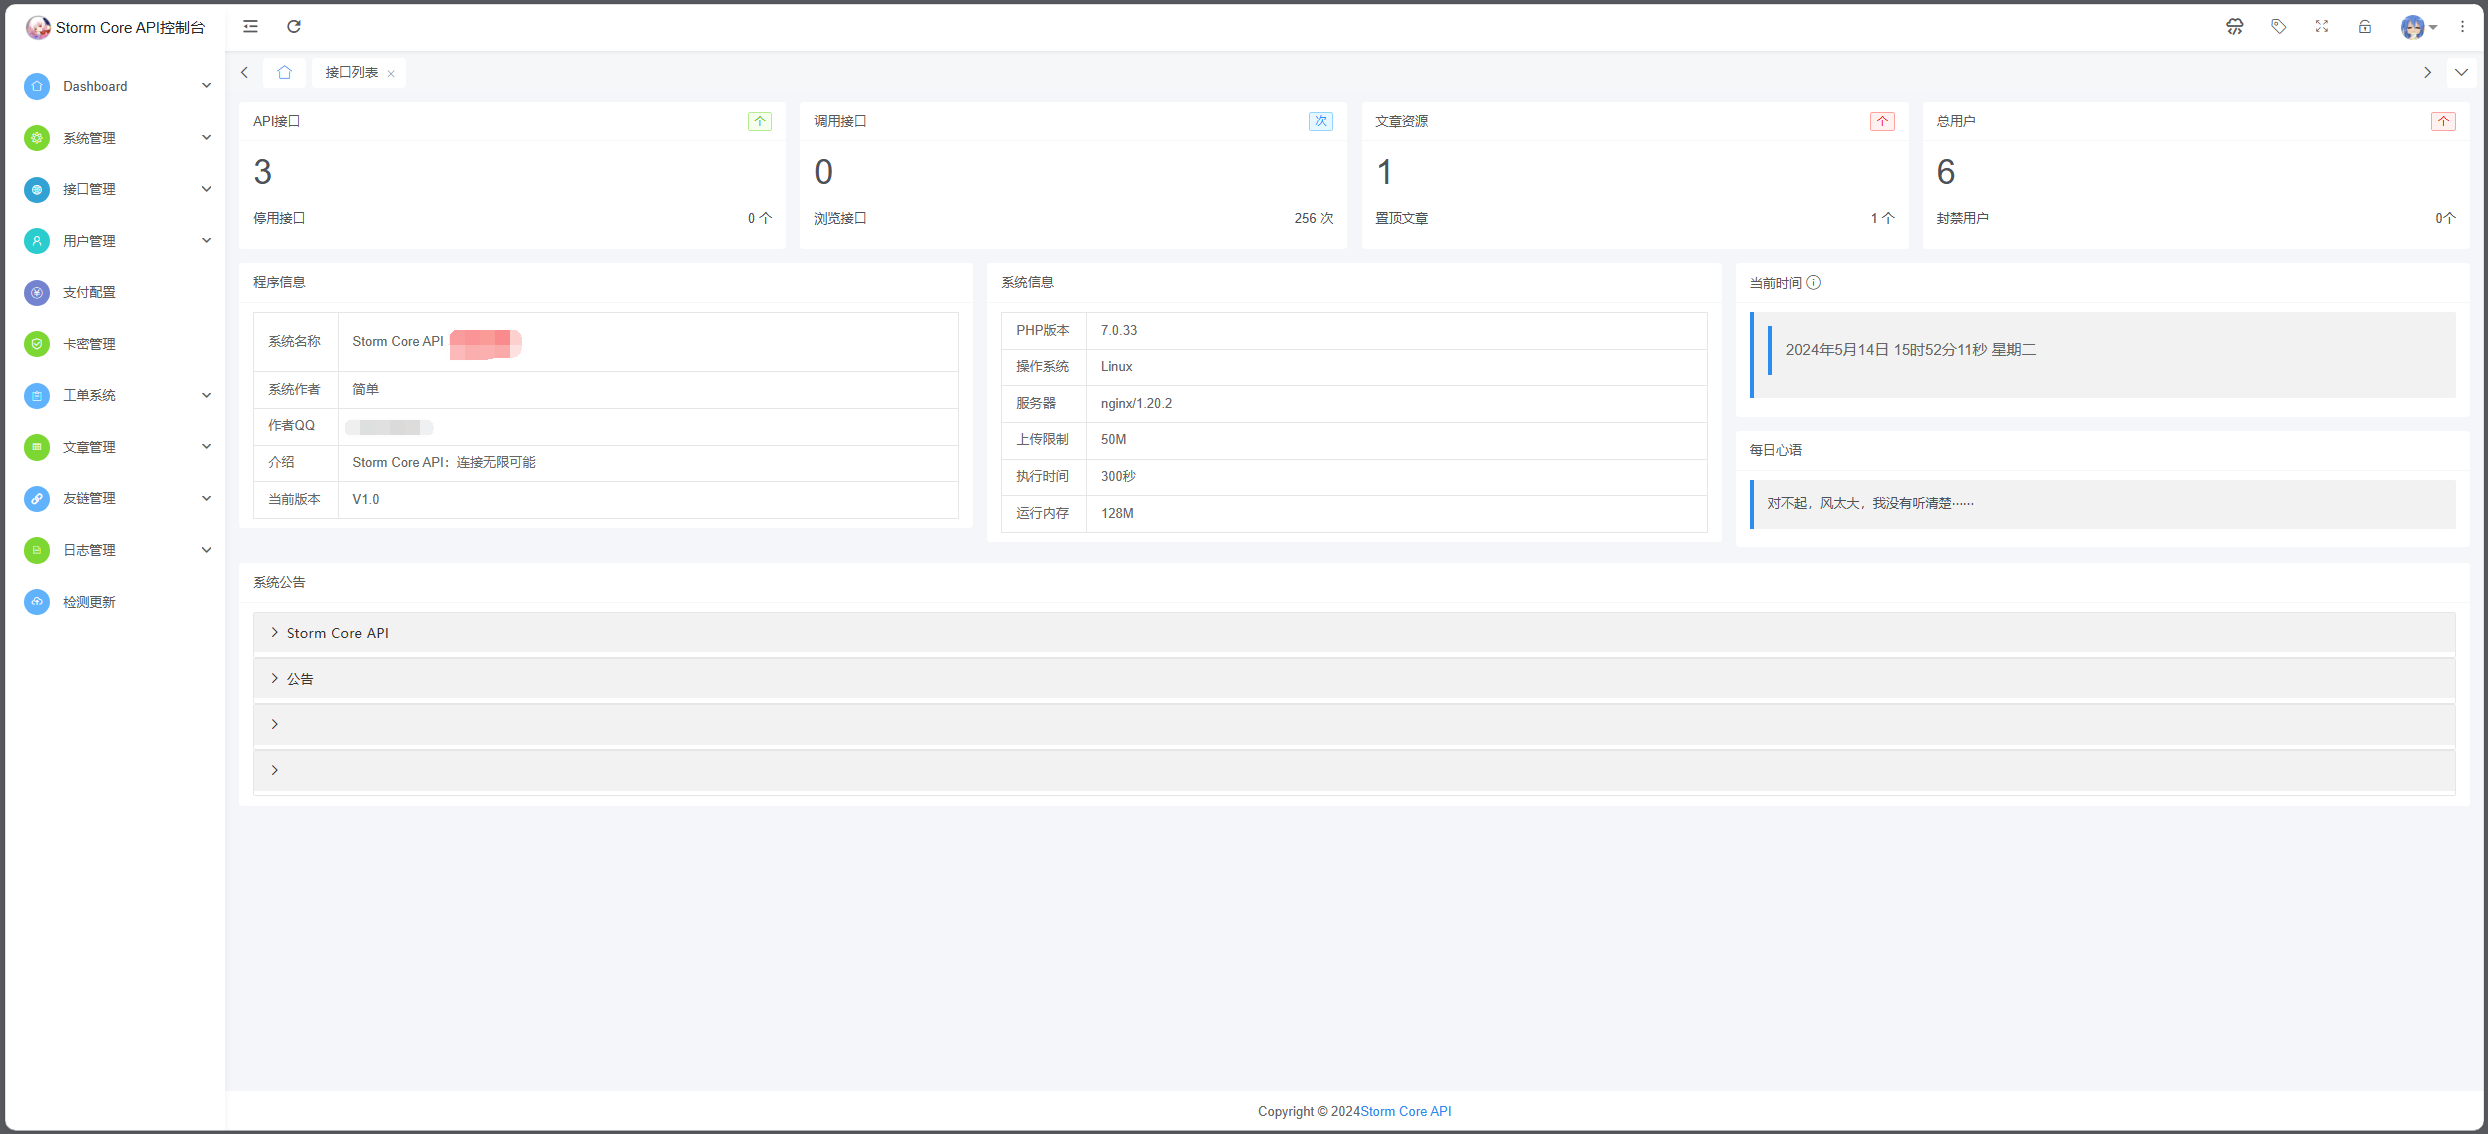 Storm Core API控制台
Dashboard
系统管理
接口管理
用户管理
支付配置
卡密管理
工单系统
文章管理
友链管理
日志管理
检测更新
接口列表
API接口 个
3
停用接口 0 个
调用接口 次
0
浏览接口 256 次
文章资源 个
1
置顶文章 1 个
总用户 个
6
封禁用户 0个
程序信息
系统名称 Storm Core API
系统作者 简单
作者QQ
介绍 Storm Core API：连接无限可能
当前版本 V1.0
系统信息
PHP版本 7.0.33
操作系统 Linux
服务器 nginx/1.20.2
上传限制 50M
执行时间 300秒
运行内存 128M
当前时间
2024年5月14日 15时52分11秒 星期二
每日心语
对不起，风太大，我没有听清楚……
系统公告
Storm Core API
公告
Copyright © 2024Storm Core API